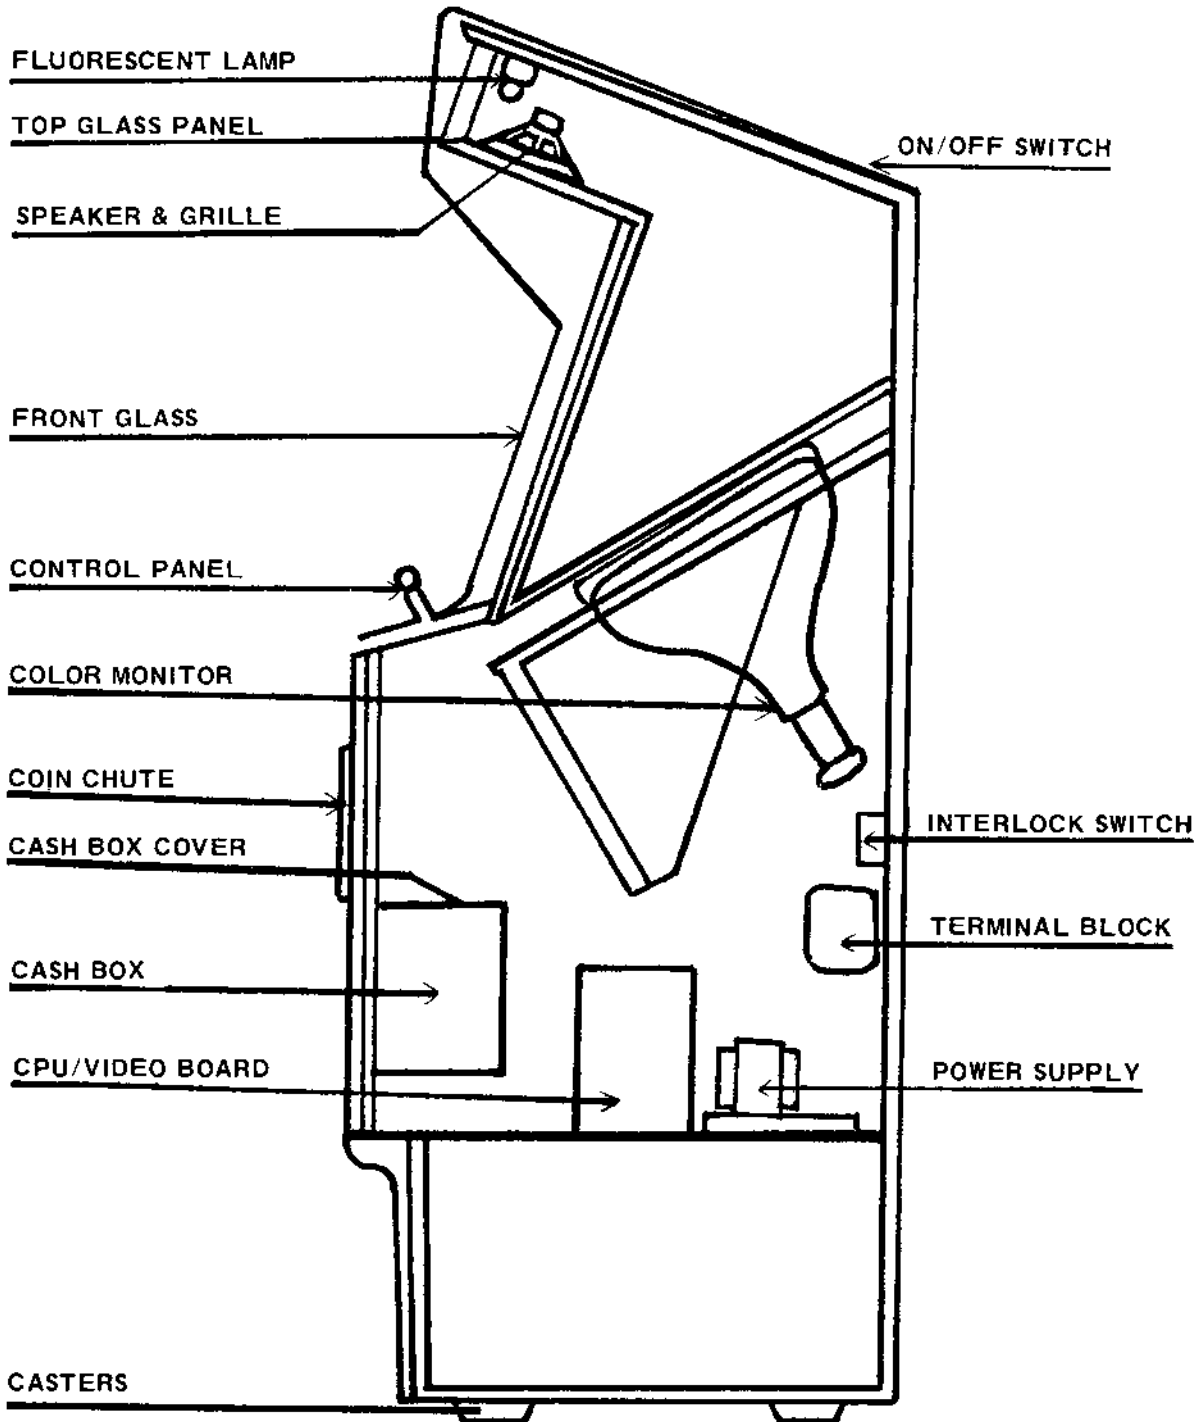 FLUORESCENT LAMP
TOP GLASS PANEL
ON/OFF SWITCH
SPEAKER & GRILLE
FRONT GLASS
CONTROL PANEL
COLOR MONITOR
COIN CHUTE
INTERLOCK SWITCH
CASH BOX COVER
TERMINAL BLOCK
CASH BOX
CPU/VIDEO BOARD
POWER SUPPLY
CASTERS